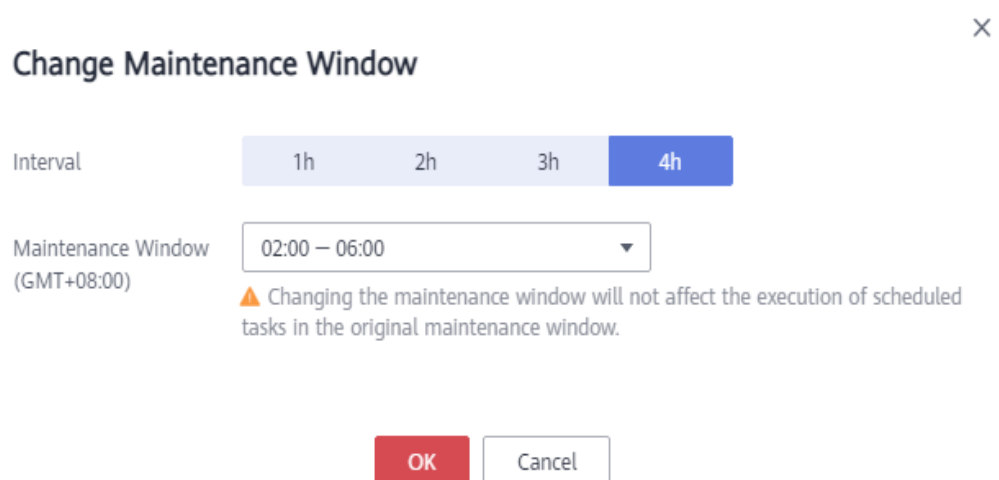 Change Maintenance Window
Interval
1h 2h 3h 4h
Maintenance Window
(GMT+08:00)
02:00 — 06:00
Changing the maintenance window will not affect the execution of scheduled
tasks in the original maintenance window.
OK Cancel